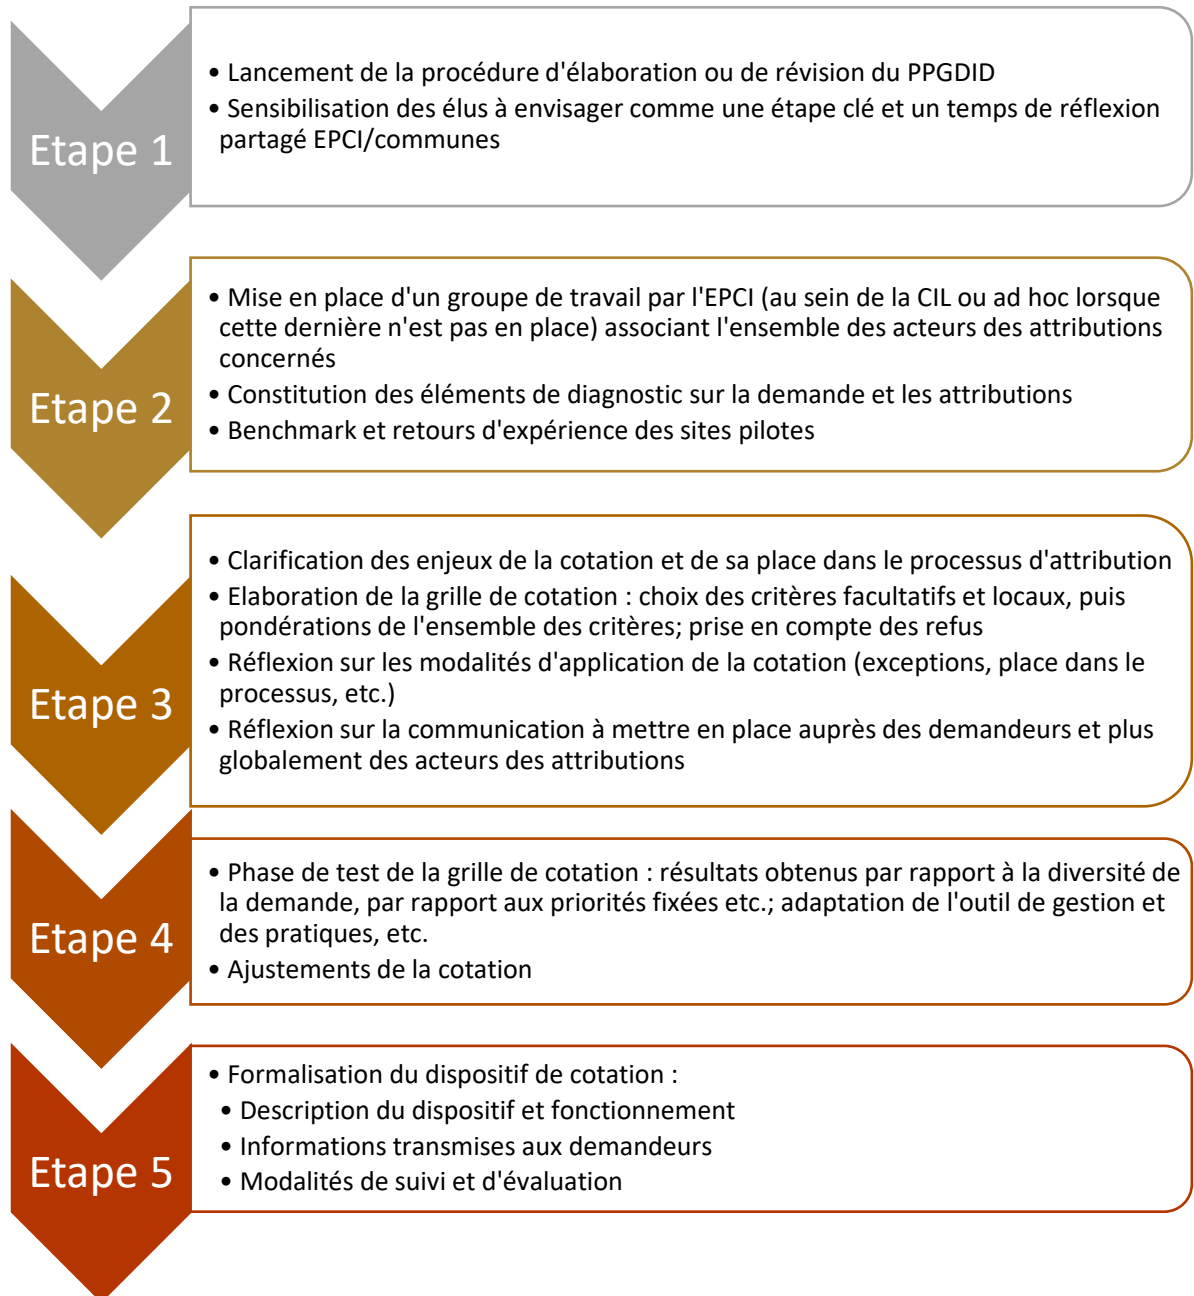 Etape 1
• Lancement de la procédure d'élaboration ou de révision du PPGDID
• Sensibilisation des élus à envisager comme une étape clé et un temps de réflexion
partagé EPCI/communes
Etape 2
• Mise en place d'un groupe de travail par l'EPCI (au sein de la CIL ou ad hoc lorsque
cette dernière n'est pas en place) associant l'ensemble des acteurs des attributions
concernés
• Constitution des éléments de diagnostic sur la demande et les attributions
• Benchmark et retours d'expérience des sites pilotes
Etape 3
• Clarification des enjeux de la cotation et de sa place dans le processus d'attribution
• Elaboration de la grille de cotation : choix des critères facultatifs et locaux, puis
pondérations de l'ensemble des critères; prise en compte des refus
• Réflexion sur les modalités d'application de la cotation (exceptions, place dans le
processus, etc.)
• Réflexion sur la communication à mettre en place auprès des demandeurs et plus
globalement des acteurs des attributions
Etape 4
• Phase de test de la grille de cotation : résultats obtenus par rapport à la diversité de
la demande, par rapport aux priorités fixées etc.; adaptation de l'outil de gestion et
des pratiques, etc.
• Ajustements de la cotation
Etape 5
• Formalisation du dispositif de cotation :
• Description du dispositif et fonctionnement
• Informations transmises aux demandeurs
• Modalités de suivi et d'évaluation